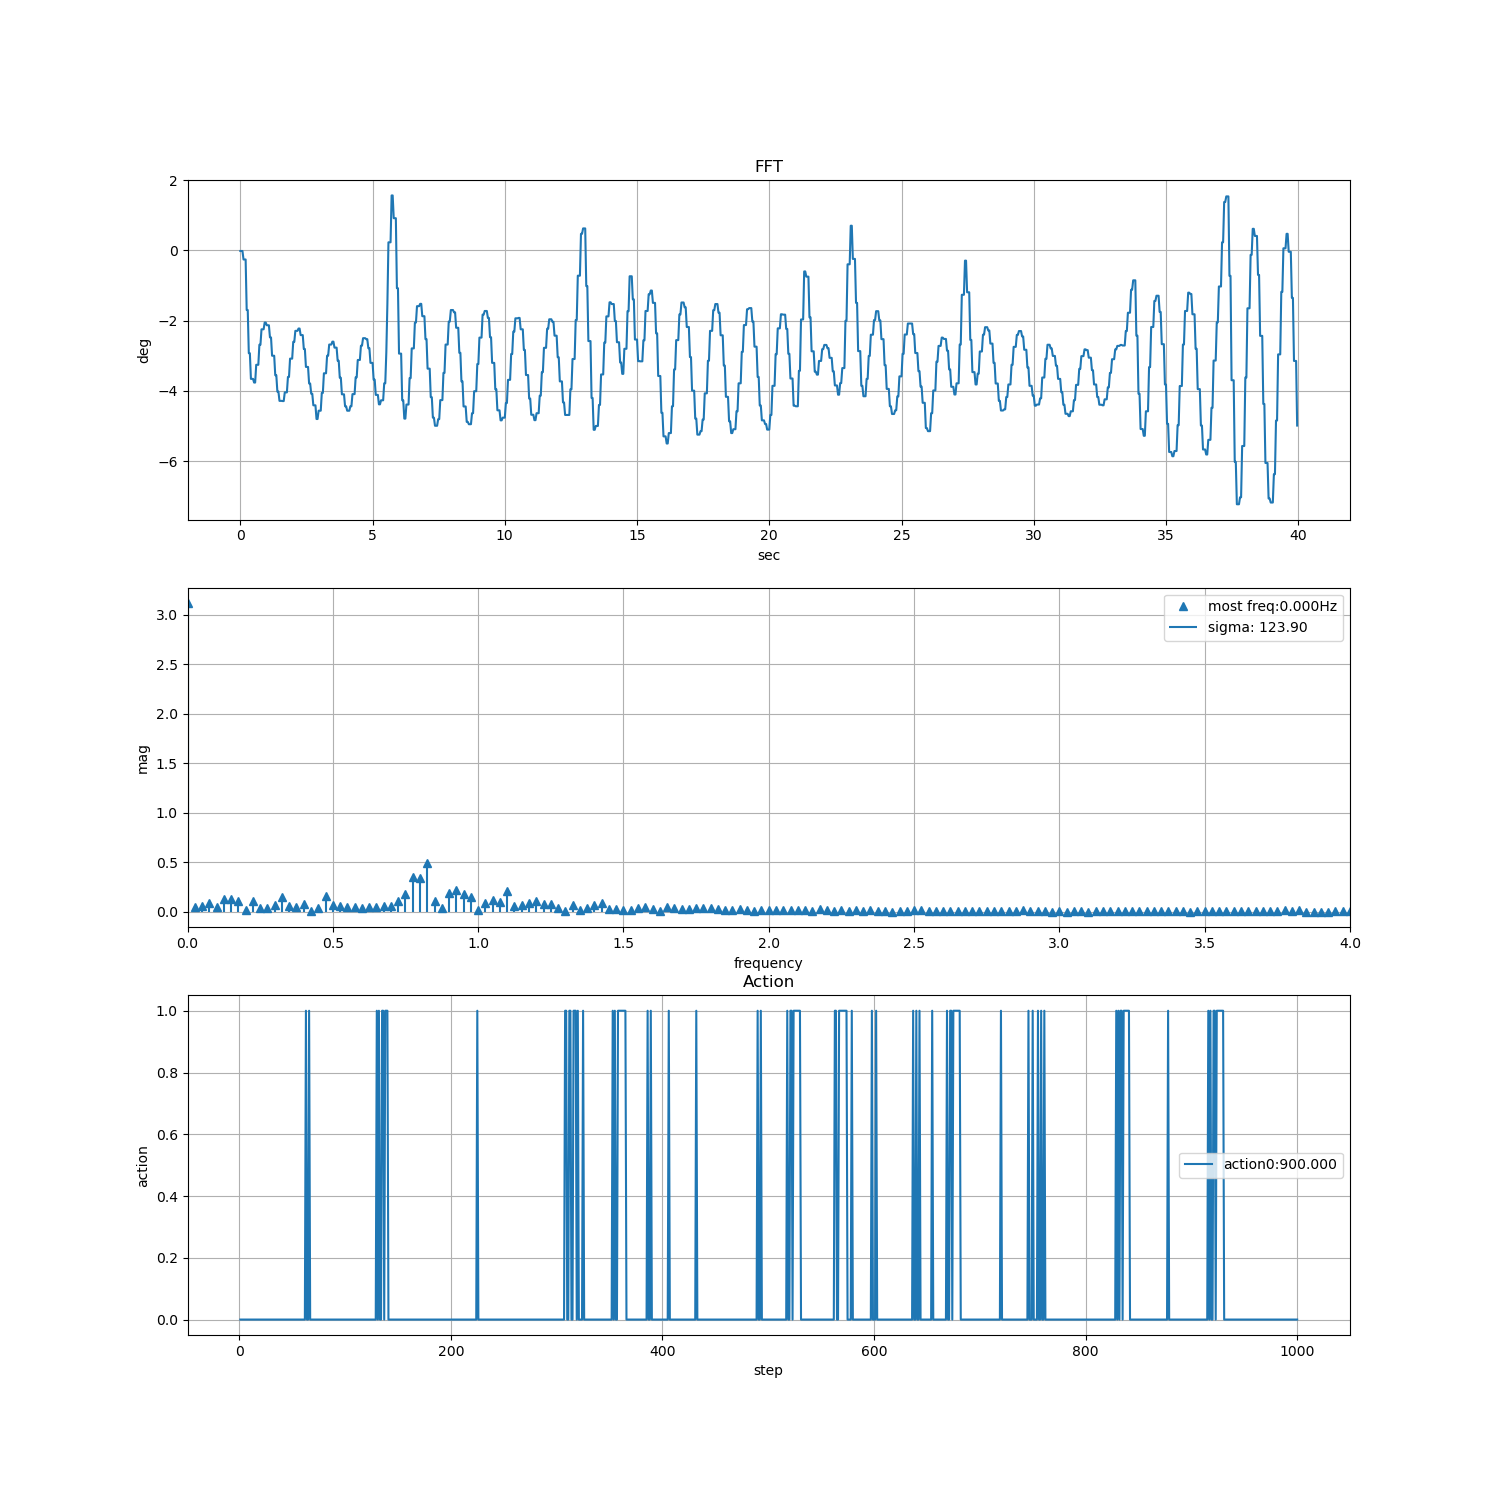 FFT
2
0
−2
−4
−6
deg
0 5 10 15 20 25 30 35 40
sec
most freq:0.000Hz
sigma: 123.90
3.0
2.5
2.0
1.5
1.0
0.5
0.0
mag
0.0 0.5 1.0 1.5 2.0 2.5 3.0 3.5 4.0
frequency
Action
1.0
0.8
0.6
0.4
0.2
0.0
action
action0:900.000
0 200 400 600 800 1000
step